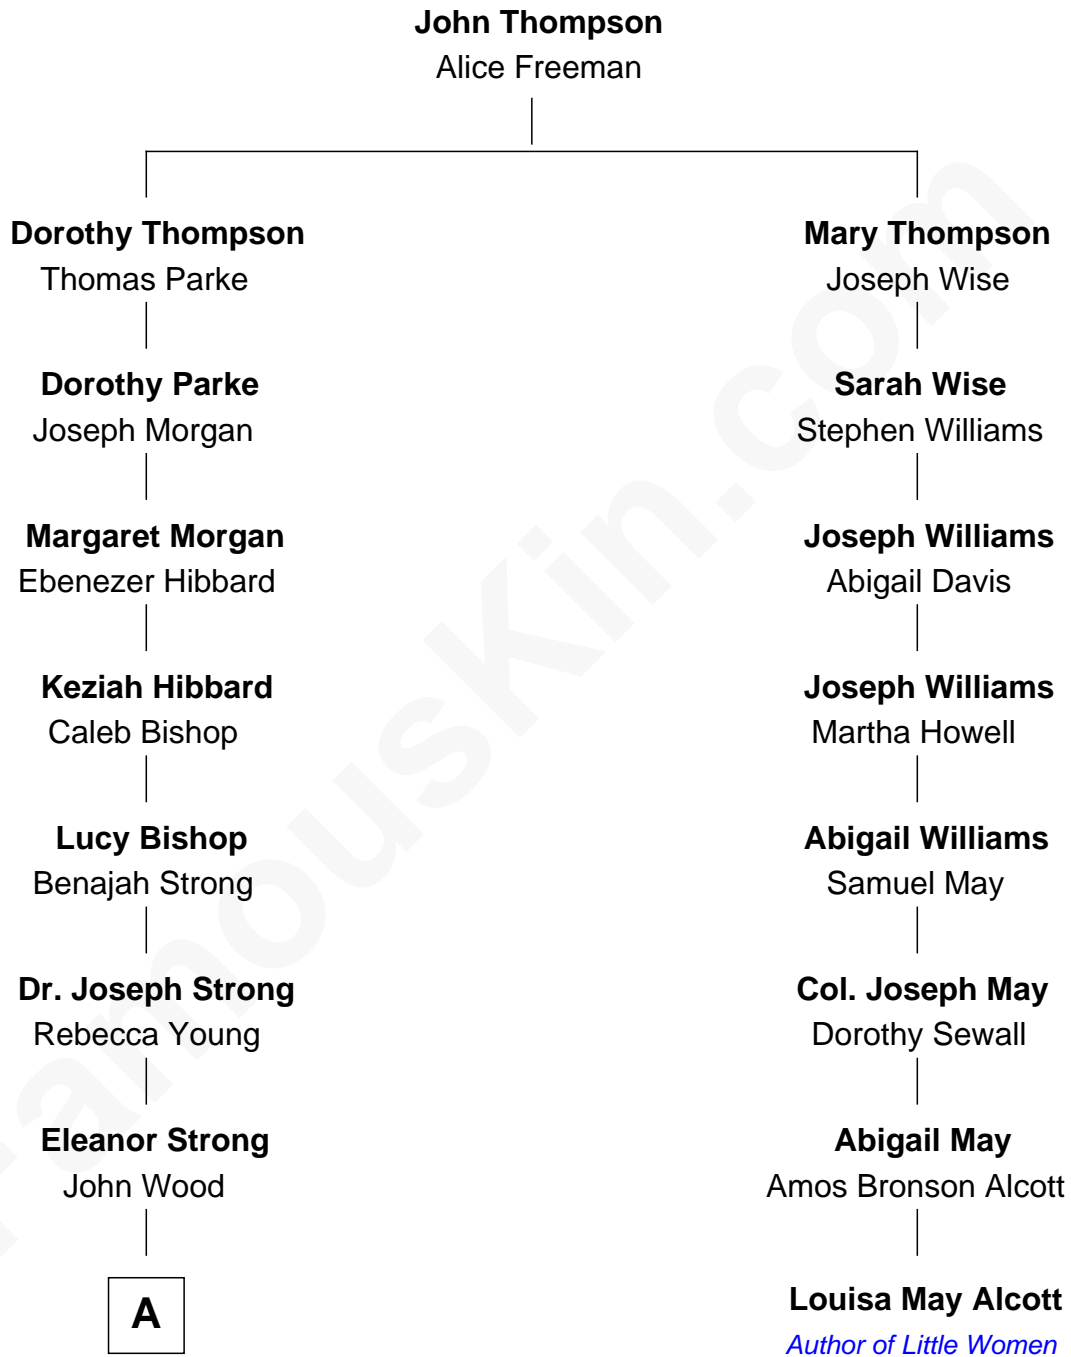 John Thompson
Alice Freeman
Dorothy Thompson
Thomas Parke
Mary Thompson
Joseph Wise
Dorothy Parke
Joseph Morgan
Sarah Wise
Stephen Williams
Margaret Morgan
Ebenezer Hibbard
Joseph Williams
Abigail Davis
Keziah Hibbard
Caleb Bishop
Joseph Williams
Martha Howell
Lucy Bishop
Benajah Strong
Abigail Williams
Samuel May
Dr. Joseph Strong
Rebecca Young
Col. Joseph May
Dorothy Sewall
Eleanor Strong
John Wood
Abigail May
Amos Bronson Alcott
A
Louisa May Alcott
Author of Little Women
FamousKin.com